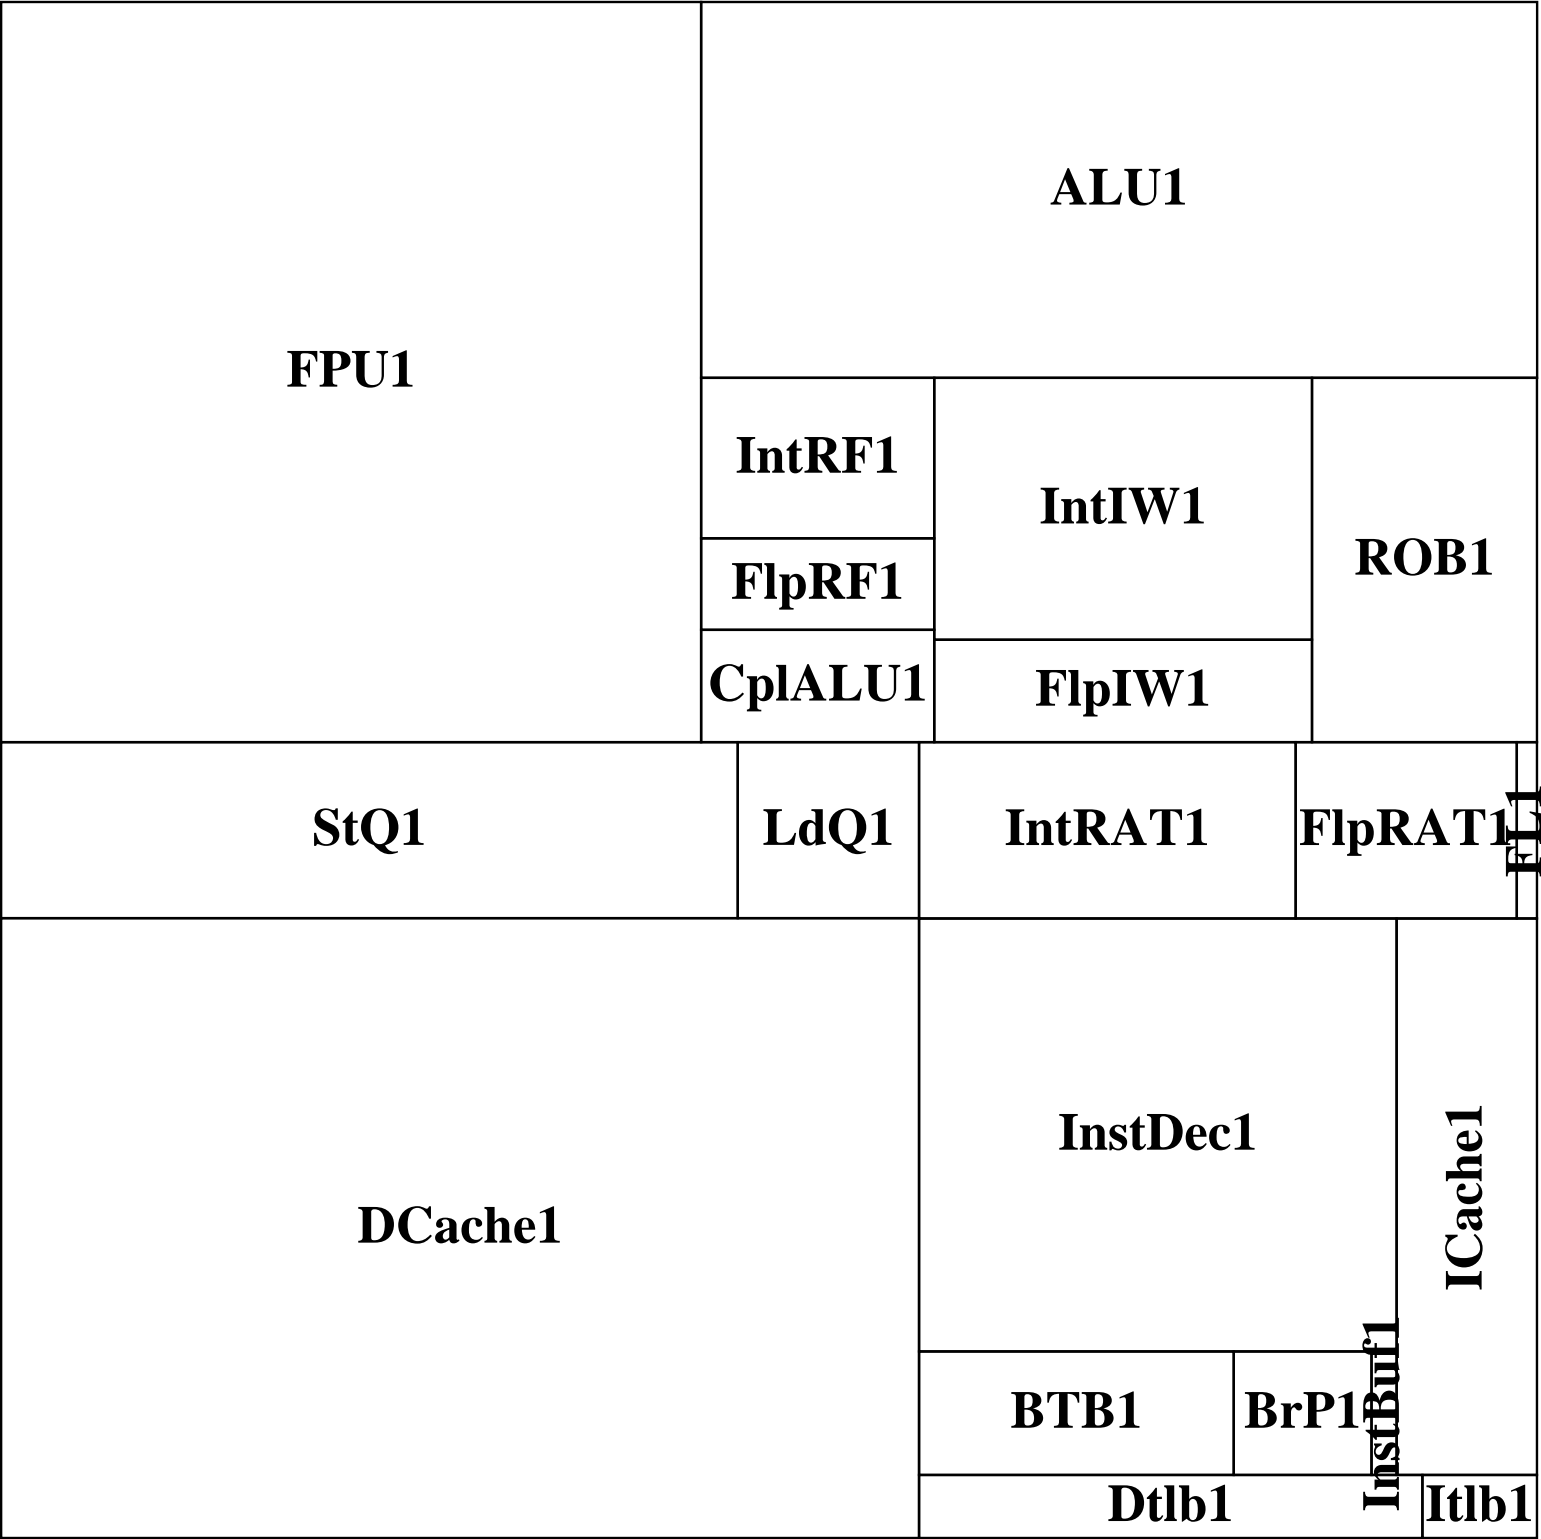 ALU1
FPU1
IntRF1
IntIW1
ROB1
FlpRF1
CplALU1
FlpIW1
StQ1
LdQ1
IntRAT1
FlpRAT1
FL1
InstDec1
ICache1
DCache1
BTB1
BrP1
InstBuf1
Dtlb1
Itlb1